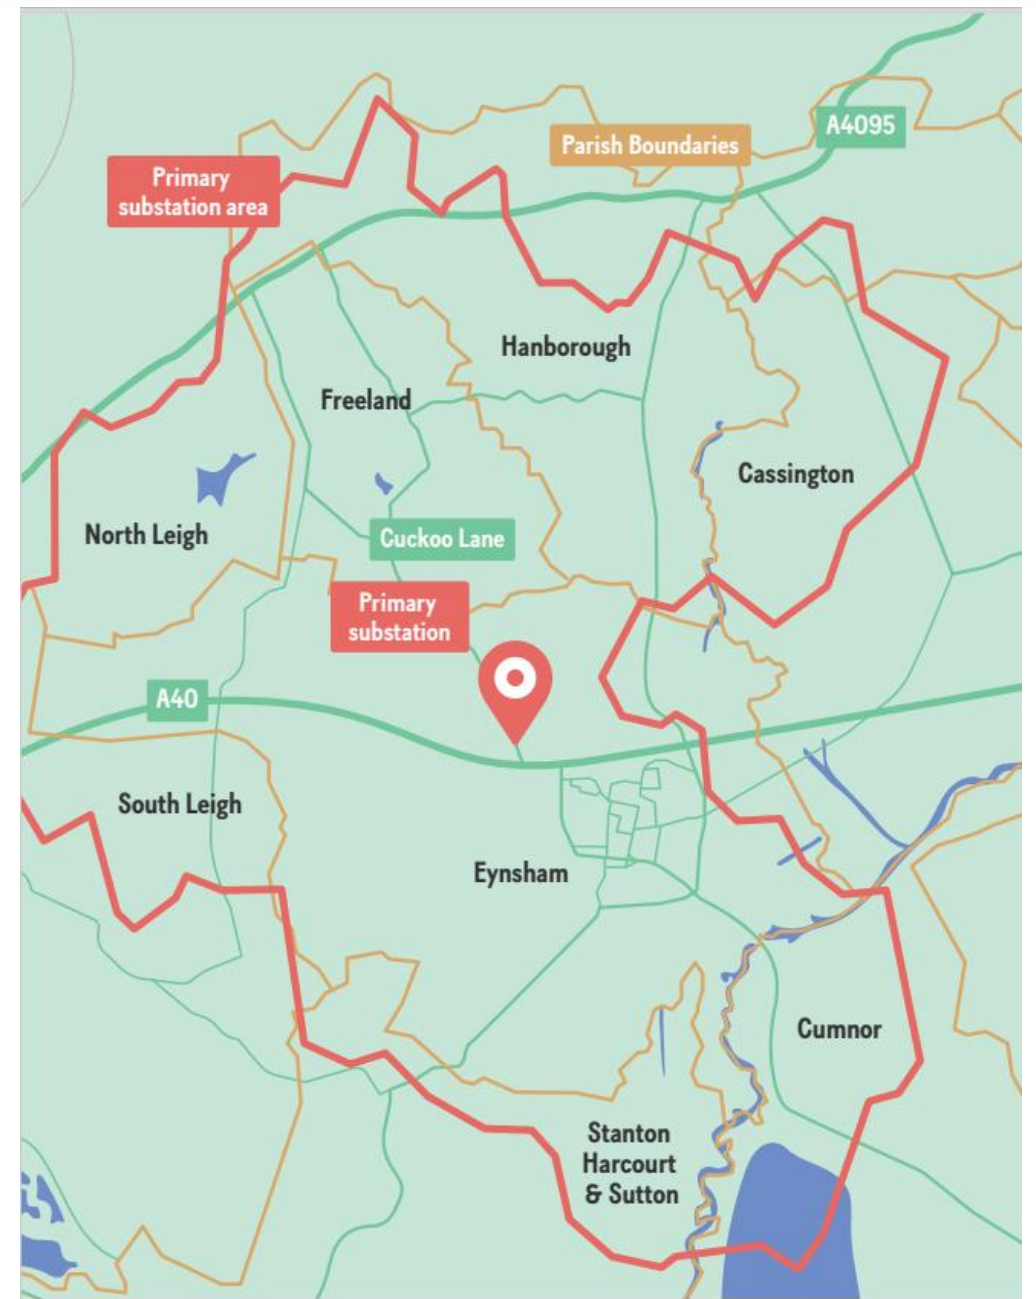 A4095
Parish Boundaries
Primary
substation area
Hanborough
Freeland
Cassington
North Leigh
Cuckoo Lane
Primary
substation
A40
South Leigh
Eynsham
Cumnor
Stanton
Harcourt
& Sutton